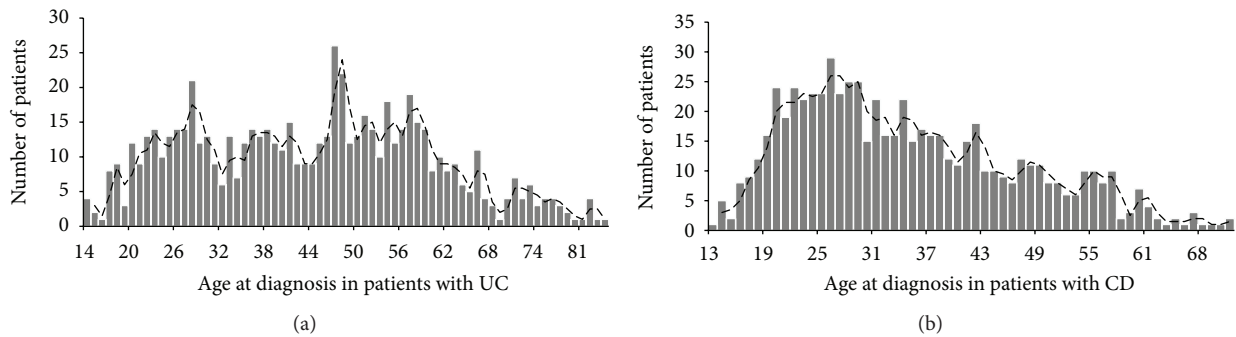 Number of patients
30
25
20
15
10
5
0
14 20 26 32 38 44 50 56 62 68 74 81
Age at diagnosis in patients with UC
(a)
Number of patients
35
30
25
20
15
10
5
0
13 19 25 31 37 43 49 55 61 68
Age at diagnosis in patients with CD
(b)